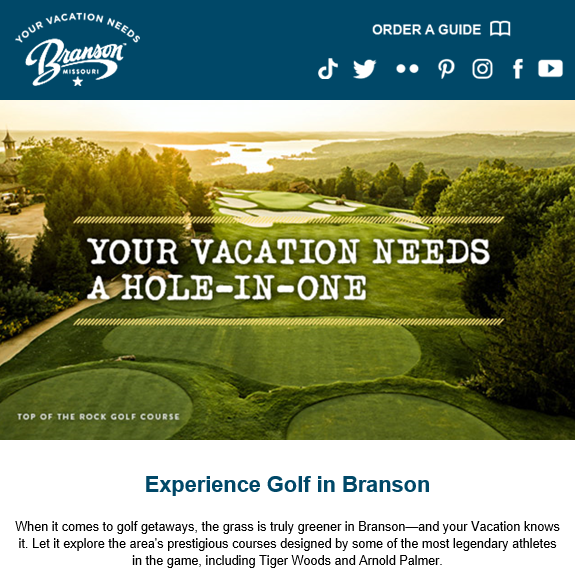 YOUR VACATION NEEDS
Branson
MISSOURI
ORDER A GUIDE
YOUR VACATION NEEDS
A HOLE-IN-ONE
TOP OF THE ROCK GOLF COURSE
Experience Golf in Branson
When it comes to golf getaways, the grass is truly greener in Branson—and your Vacation knows
it. Let it explore the area’s prestigious courses designed by some of the most legendary athletes
in the game, including Tiger Woods and Arnold Palmer.